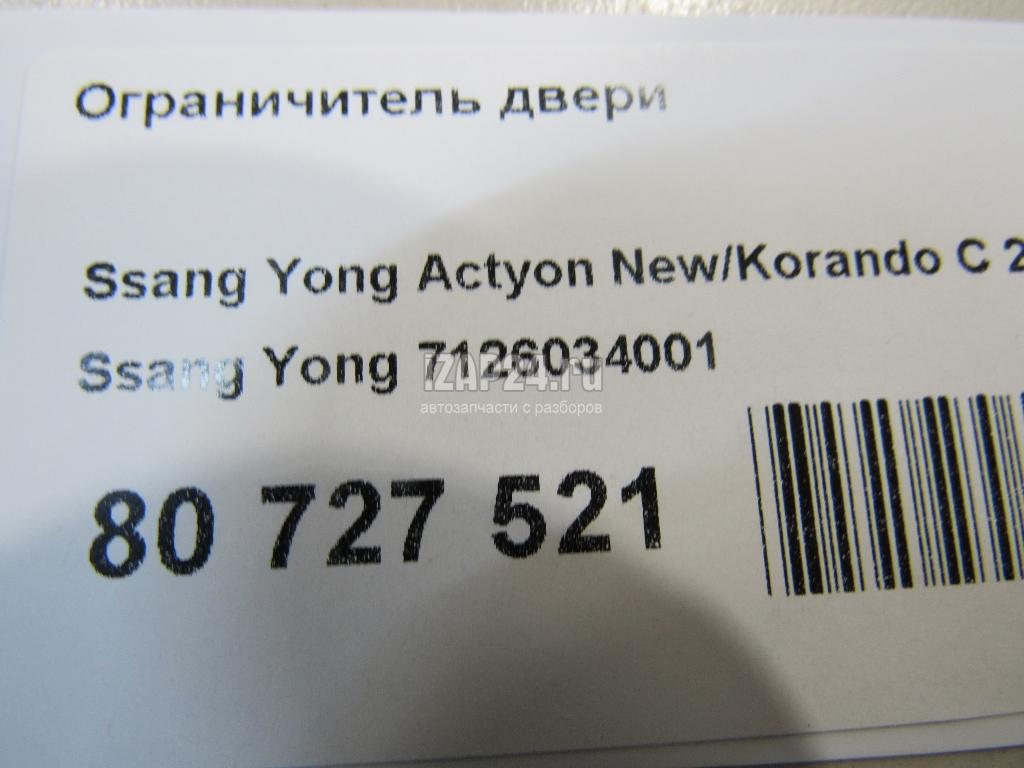 Ограничитель двери
Ssang Yong Actyon New/Korando C 2
Ssang Yong 7126034001
iZAP24.ru
автозапчасти с разборов
80 727 521